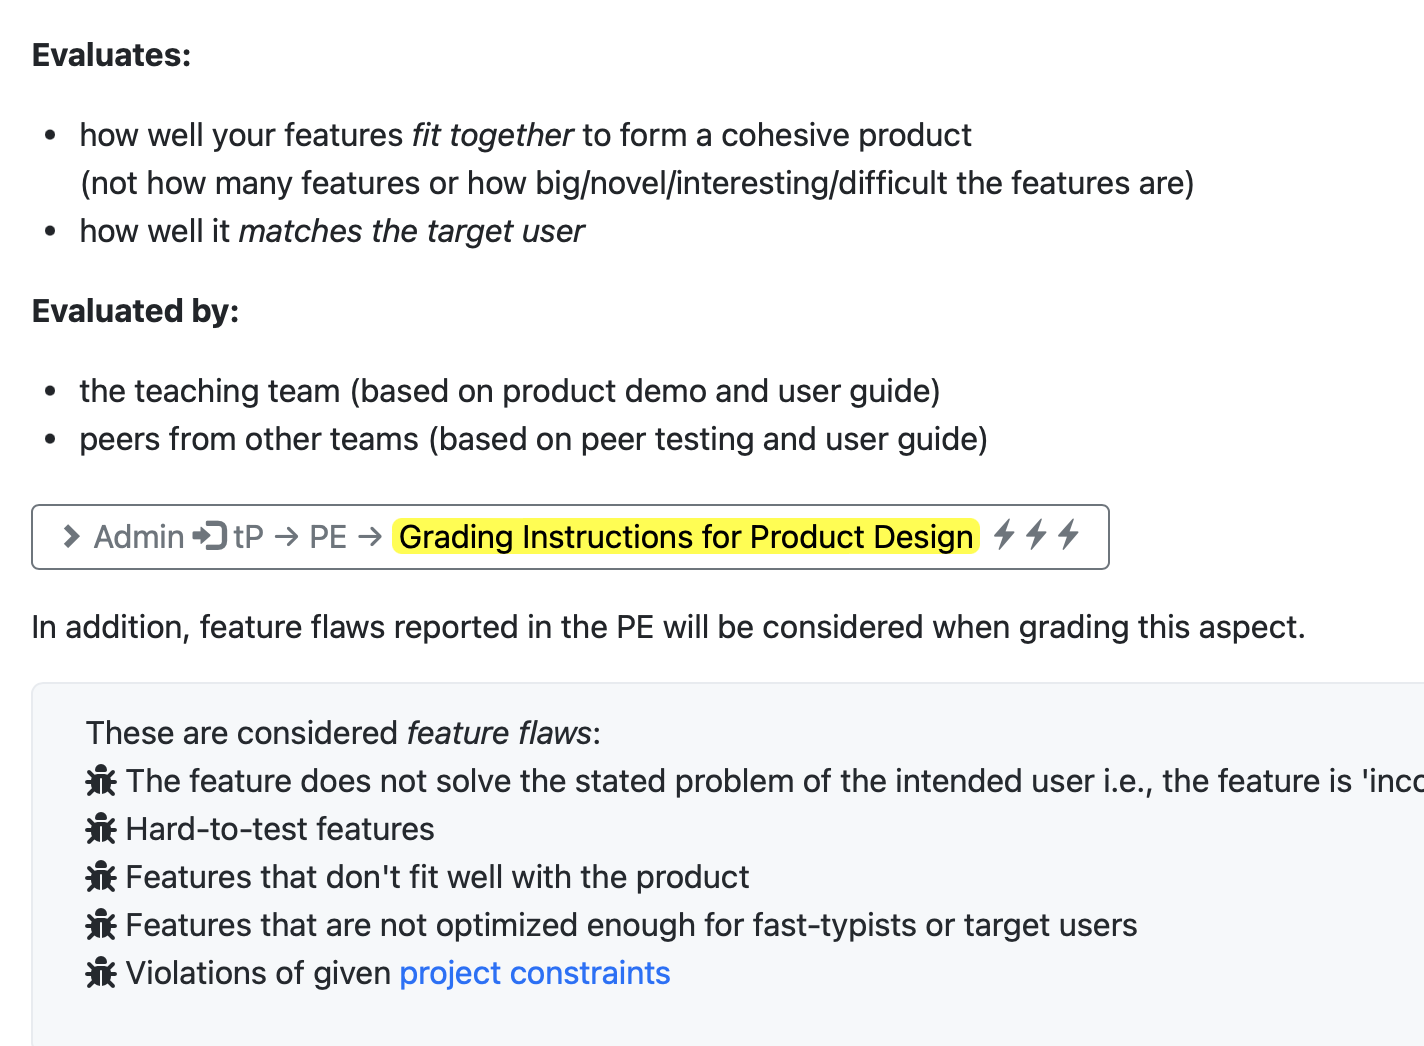 Evaluates:
• how well your features fit together to form a cohesive product
(not how many features or how big/novel/interesting/difficult the features are)
• how well it matches the target user
Evaluated by:
• the teaching team (based on product demo and user guide)
• peers from other teams (based on peer testing and user guide)
Admin tP → PE → Grading Instructions for Product Design
In addition, feature flaws reported in the PE will be considered when grading this aspect.
These are considered feature flaws:
The feature does not solve the stated problem of the intended user i.e., the feature is
Hard-to-test features
Features that don't fit well with the product
Features that are not optimized enough for fast-typists or target users
Violations of given project constraints